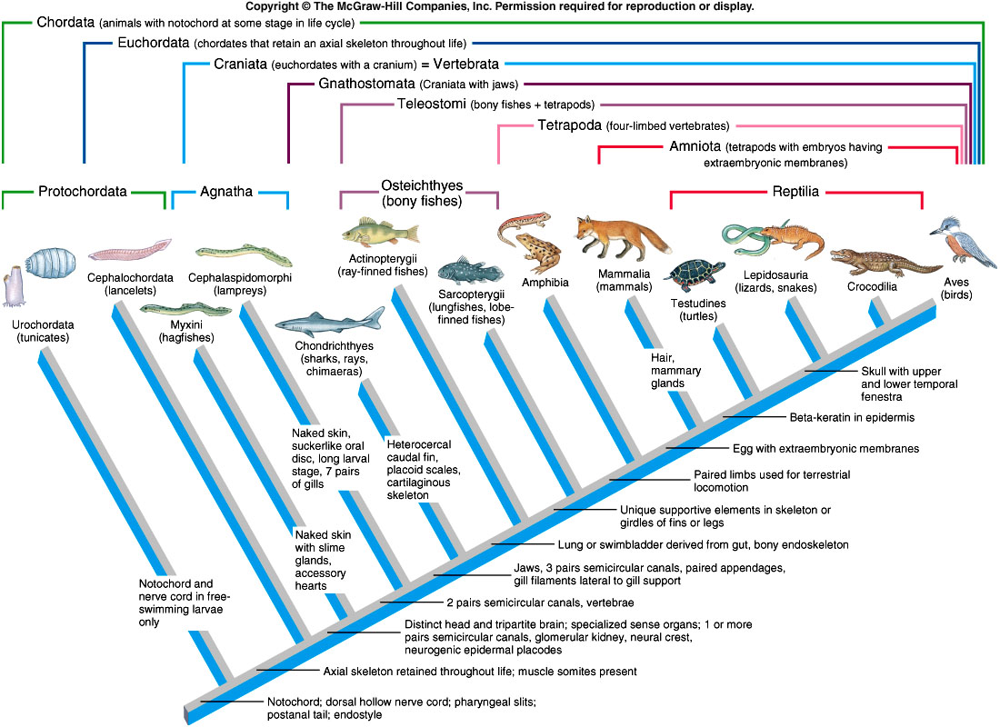 Copyright © The McGraw-Hill Companies, Inc. Permission required for reproduction or display.
Chordata (animals with notochord at some stage in life cycle)
Euchordata (chordates that retain an axial skeleton throughout life)
Craniata (euchordates with a cranium) = Vertebrata
Gnathostomata (Craniata with jaws)
Teleostomi (bony fishes + tetrapods)
Tetrapoda (four-limbed vertebrates)
Amniota (tetrapods with embryos having
extraembryonic membranes)
Protochordata
Agnatha
Osteichthyes
(bony fishes)
Reptilia
Urochordata
(tunicates)
Cephalochordata
(lancelets)
Myxini
(hagfishes)
Cephalaspidomorphi
(lampreys)
Chondrichthyes
(sharks, rays,
chimaeras)
Actinopterygii
(ray-finned fishes)
Sarcopterygii
(lungfishes, lobe-
finned fishes)
Amphibia
Mammalia
(mammals)
Testudines
(turtles)
Lepidosauria
(lizards, snakes)
Crocodilia
Aves
(birds)
Hair,
mammary
glands
Skull with upper
and lower temporal
fenestra
Beta-keratin in epidermis
Naked skin,
suckerlike oral
disc, long larval
stage, 7 pairs
of gills
Heterocercal
caudal fin,
placoid scales,
cartilaginous
skeleton
Egg with extraembryonic membranes
Paired limbs used for terrestrial
locomotion
Unique supportive elements in skeleton or
girdles of fins or legs
Naked skin
with slime
glands,
accessory
hearts
Lung or swimbladder derived from gut, bony endoskeleton
Jaws, 3 pairs semicircular canals, paired appendages,
gill filaments lateral to gill support
Notochord and
nerve cord in free-
swimming larvae
only
2 pairs semicircular canals, vertebrae
Distinct head and tripartite brain; specialized sense organs; 1 or more
pairs semicircular canals, glomerular kidney, neural crest,
neurogenic epidermal placodes
Axial skeleton retained throughout life; muscle somites present
Notochord; dorsal hollow nerve cord; pharyngeal slits;
postanal tail; endostyle